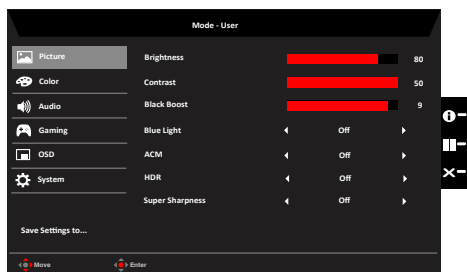 Mode - User
Picture
Brightness 80
Color
Contrast 50
Audio
Black Boost 9
Gaming
Blue Light Off
OSD
ACM Off
System
HDR Off
Super Sharpness Off
Save Settings to...
Move Enter